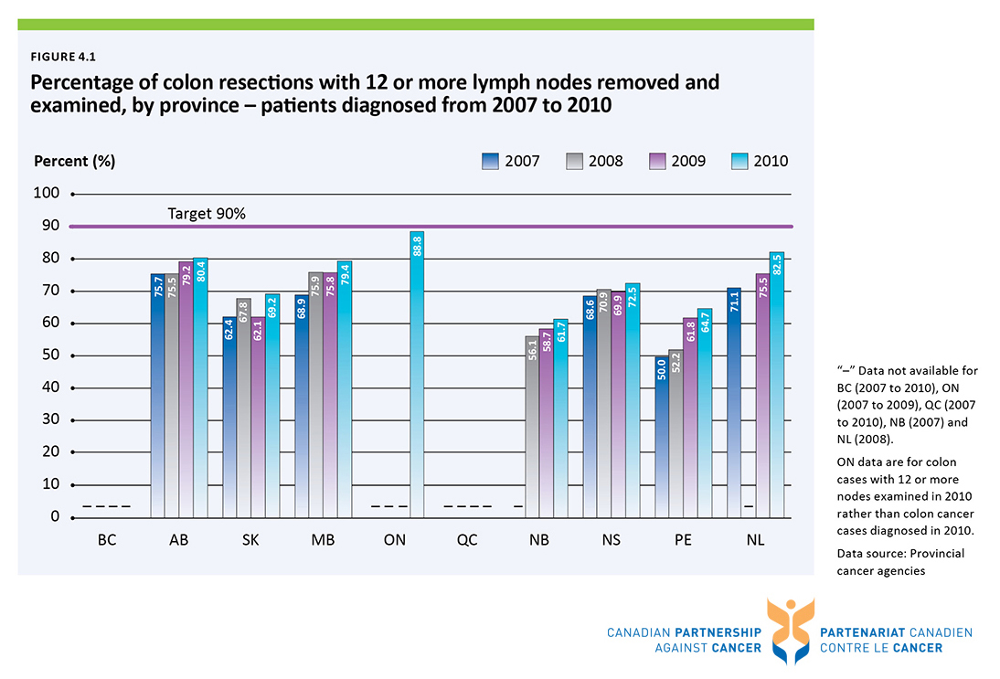 FIGURE 4.1
Percentage of colon resections with 12 or more lymph nodes removed and
examined, by province – patients diagnosed from 2007 to 2010
Percent (%)
2007 2008 2009 2010
100
90
80
70
60
50
40
30
20
10
0
Target 90%
75.7 75.5 79.2 80.4
62.4 67.8 62.1 69.2
68.9 75.9 75.8 79.4
88.8
56.1 58.7 61.7
68.6 70.9 69.9 72.5
50.0 52.2 61.8 64.7
71.1 75.5 82.5
BC AB SK MB ON QC NB NS PE NL
“–” Data not available for
BC (2007 to 2010), ON
(2007 to 2009), QC (2007
to 2010), NB (2007) and
NL (2008).
ON data are for colon
cases with 12 or more
nodes examined in 2010
rather than colon cancer
cases diagnosed in 2010.
Data source: Provincial
cancer agencies
CANADIAN PARTNERSHIP
AGAINST CANCER
PARTENARIAT CANADIEN
CONTRE LE CANCER